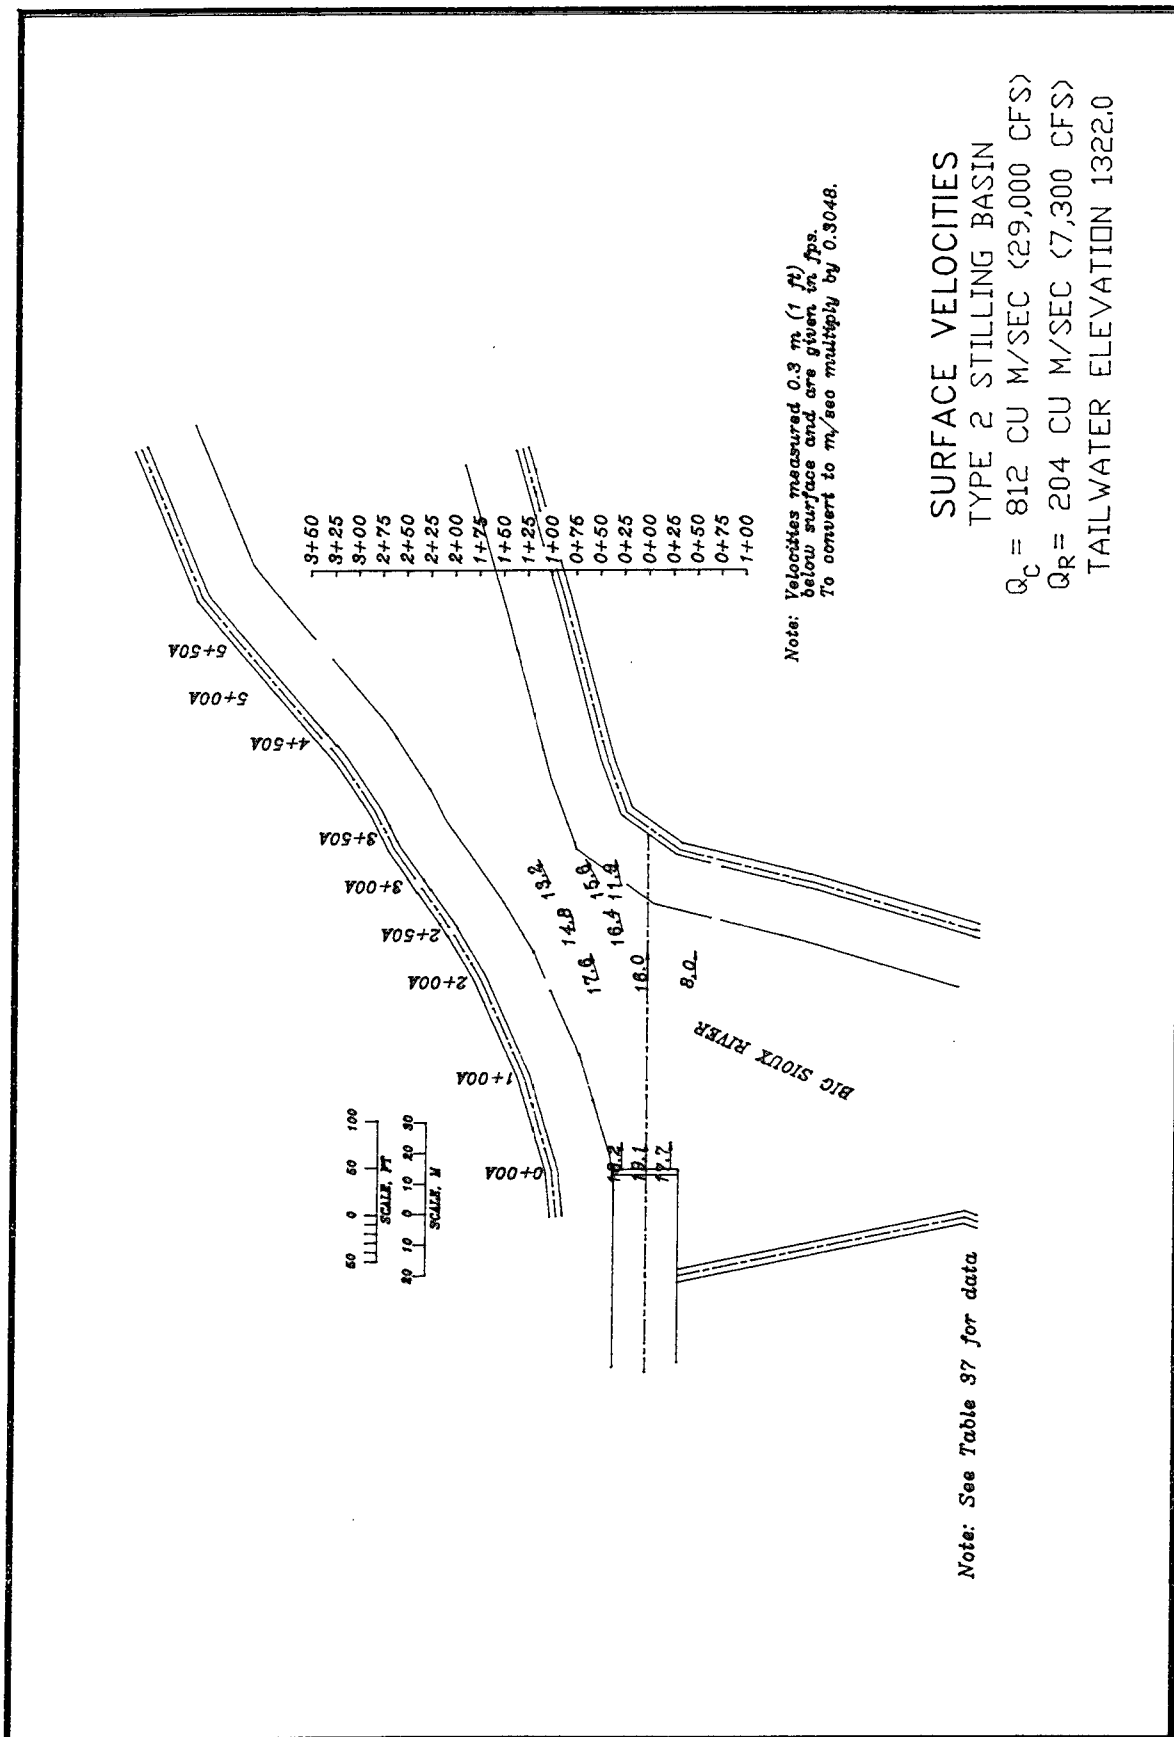 SURFACE VELOCITIES
TYPE 2 STILLING BASIN
QC = 812 CU M/SEC (29,000 CFS)
QR = 204 CU M/SEC (7,300 CFS)
TAILWATER ELEVATION 1322.0
Note: Velocities measured 0.3 m (1 ft)
below surface and are given in fps.
To convert to m/sec multiply by 0.3048.
Note: See Table 37 for data
50 0 50 100
SCALE, FT
20 10 0 10 20 30
SCALE, M
0+00A
1+00A
2+00A
2+50A
3+00A
3+50A
4+50A
5+00A
5+50A
3+50
3+25
3+00
2+75
2+50
2+25
2+00
1+75
1+50
1+25
1+00
0+75
0+50
0+25
0+00
0+25
0+50
0+75
1+00
18.2
19.1
17.7
17.6
18.0
8.0
14.8
16.4
13.2
15.6
11.9
BIG SIOUX RIVER